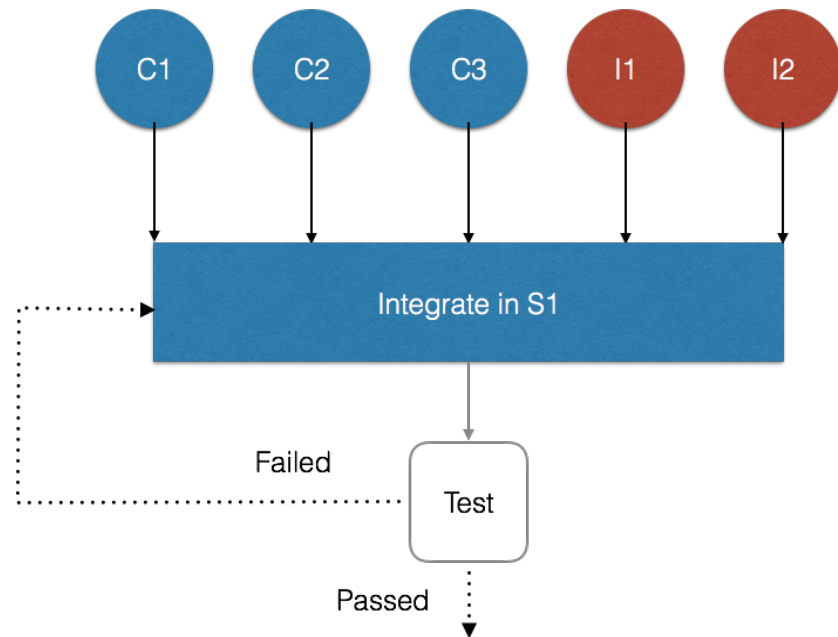 C1
C2
C3
I1
I2
Integrate in S1
Failed
Test
Passed